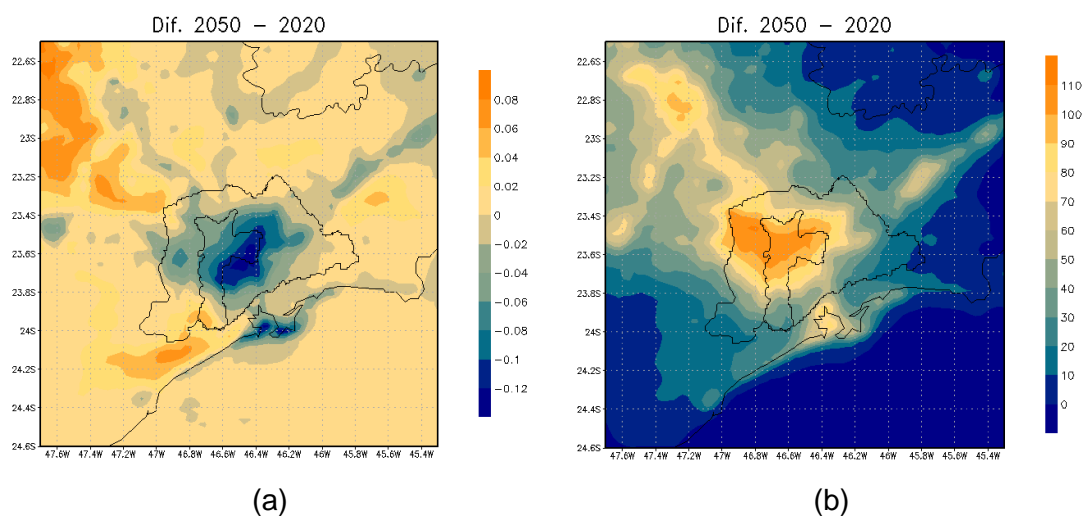 Dif. 2050 − 2020
22.6S
22.8S
23S
23.2S
23.4S
23.6S
23.8S
24S
24.2S
24.4S
24.6S
47.6W 47.4W 47.2W 47W 46.8W 46.6W 46.4W 46.2W 46W 45.8W 45.6W 45.4W
0.08
0.06
0.04
0.02
0
−0.02
−0.04
−0.06
−0.08
−0.1
−0.12
(a)
Dif. 2050 − 2020
22.6S
22.8S
23S
23.2S
23.4S
23.6S
23.8S
24S
24.2S
24.4S
24.6S
47.6W 47.4W 47.2W 47W 46.8W 46.6W 46.4W 46.2W 46W 45.8W 45.6W 45.4W
110
100
90
80
70
60
50
40
30
20
10
0
(b)